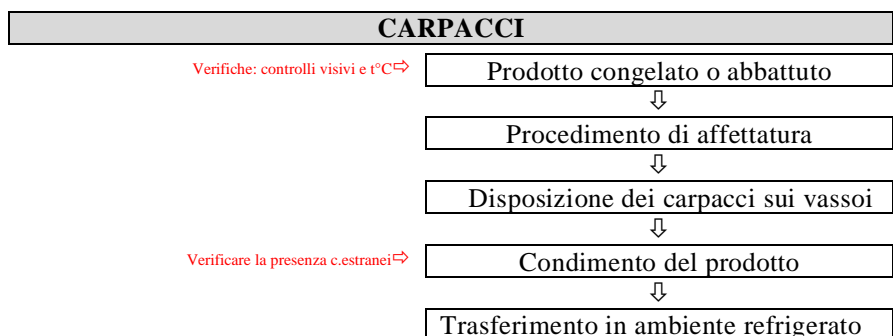 CARPACCI
Verifiche: controlli visivi e t°C⇨ Prodotto congelato o abbattuto
⇩
Procedimento di affettatura
⇩
Disposizione dei carpacci sui vassoi
⇩
Verificare la presenza c.estranei⇨ Condimento del prodotto
⇩
Trasferimento in ambiente refrigerato